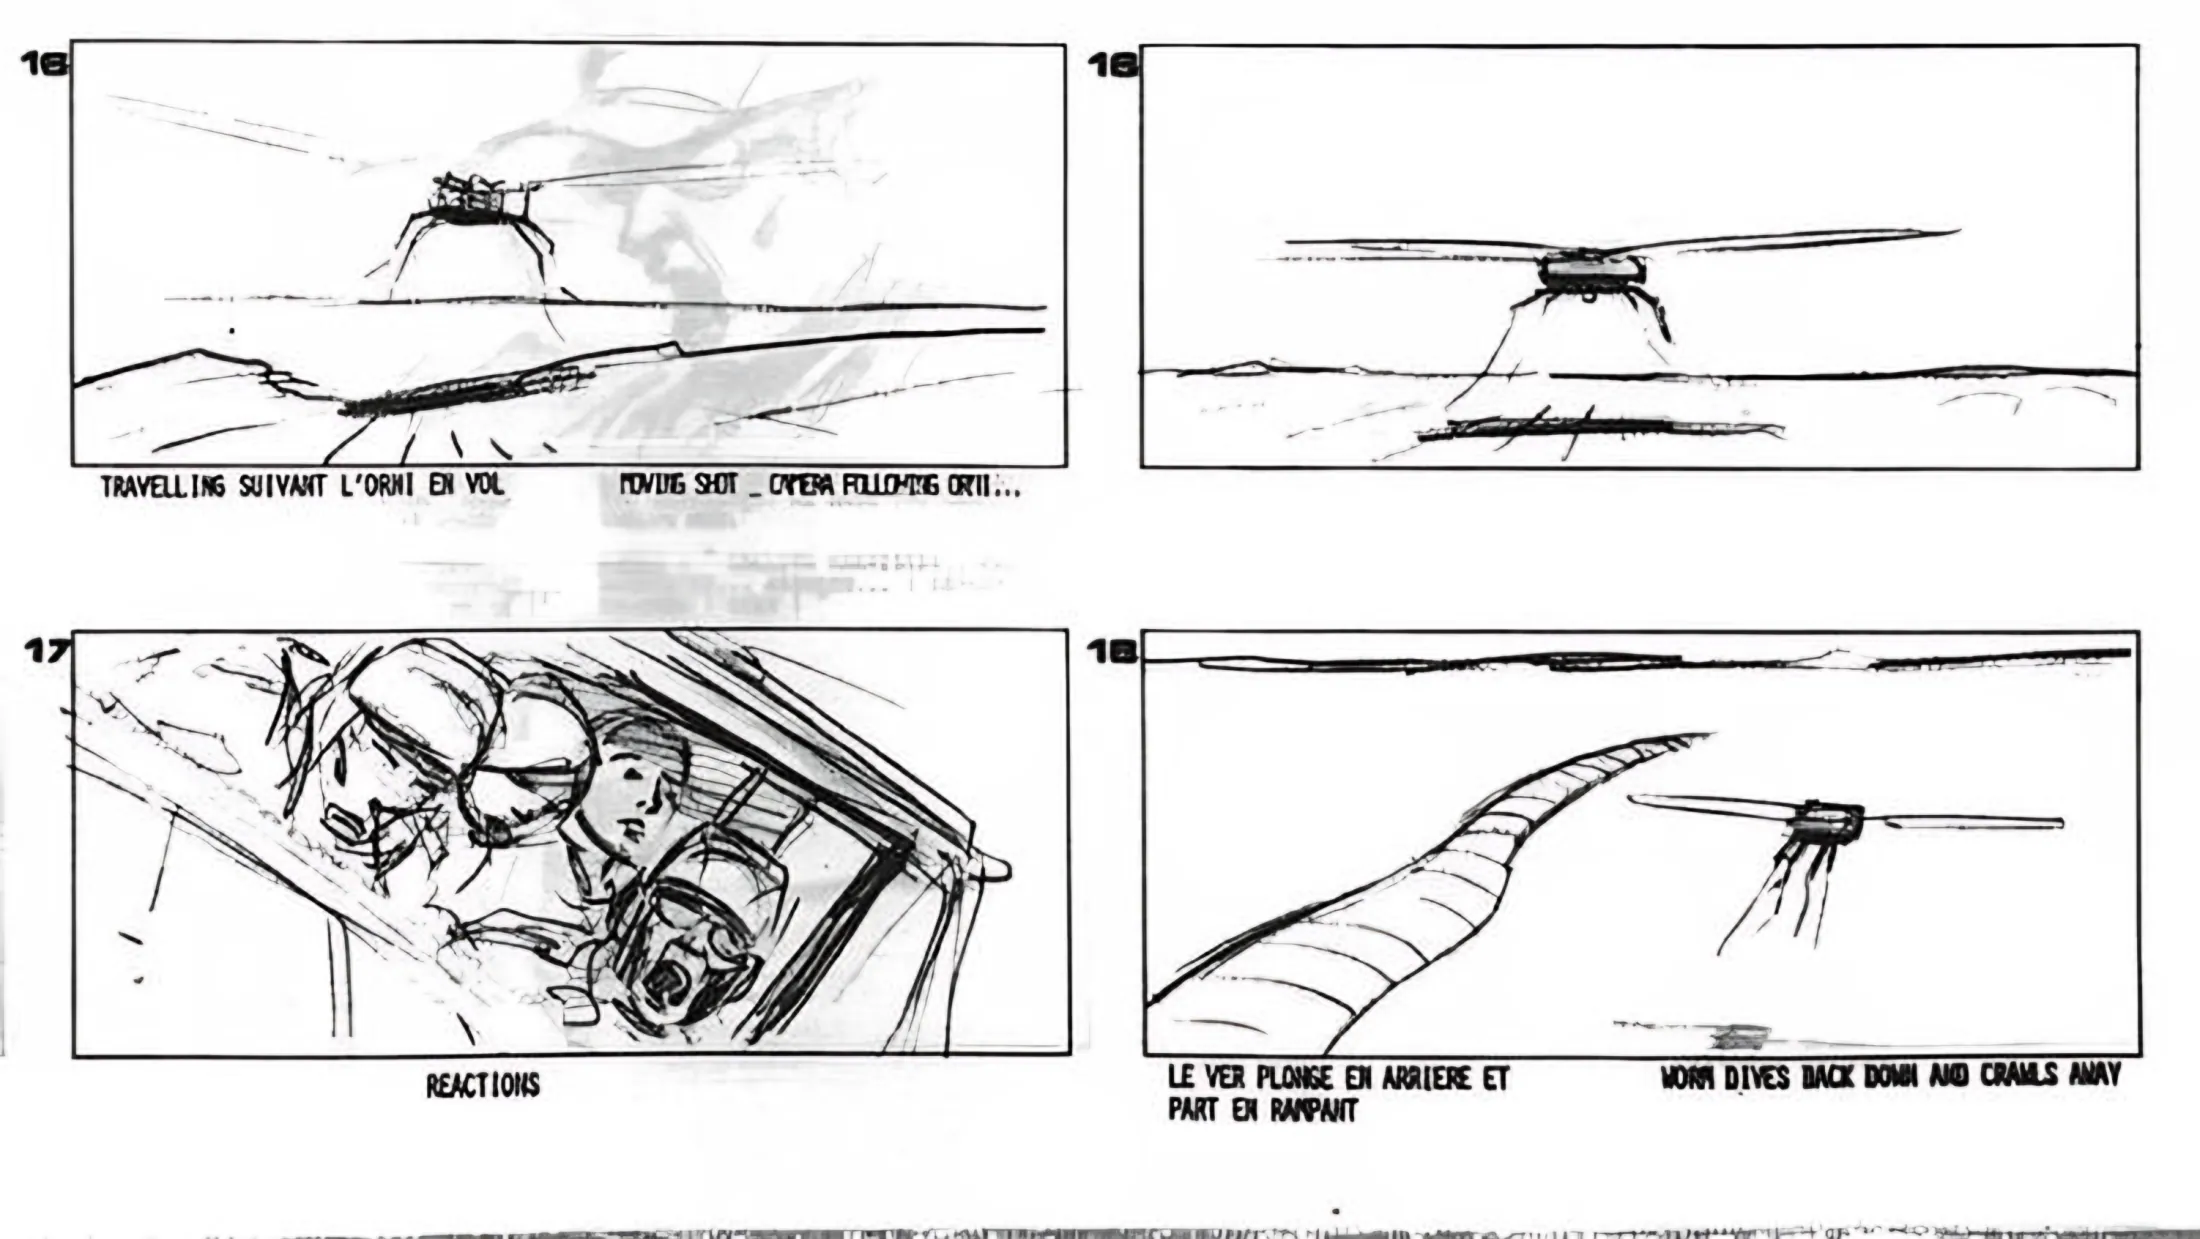 16
16
TRAVELLING SUIVANT L'ORNI EN VOL
MOVING SHOT _ CAMERA FOLLOWING ORNI...
17
18
REACTIONS
LE VER PLONGE EN ARRIERE ET
PART EN RAMPANT
WORM DIVES BACK DOWN AND CRAWLS AWAY